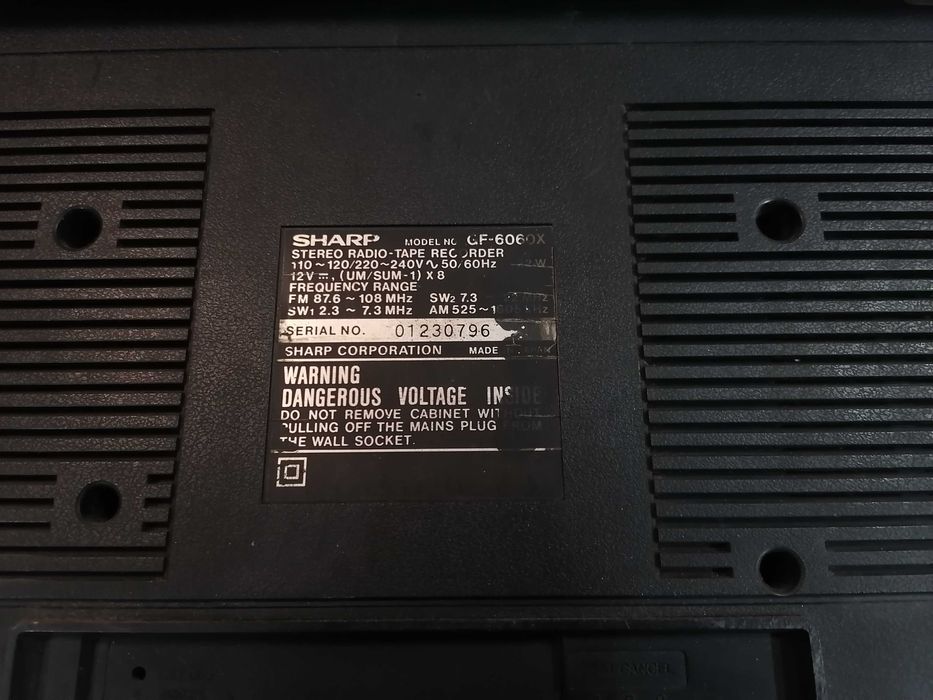 SHARP MODEL NO. GF-6060X
STEREO RADIO-TAPE RECORDER
110~120/220~240V~50/60Hz
12V⎓, (UM/SUM-1) X 8
FREQUENCY RANGE
FM 87.6 ~ 108 MHz SW2 7.3
SW1 2.3 ~ 7.3 MHz AM 525~
SERIAL NO. 01230796
SHARP CORPORATION MADE
WARNING
DANGEROUS VOLTAGE INSIDE
DO NOT REMOVE CABINET WITHOUT
PULLING OFF THE MAINS PLUG FROM
THE WALL SOCKET.
CANCEL